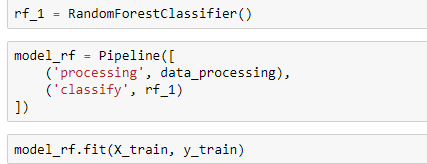 rf_1 = RandomForestClassifier()
model_rf = Pipeline([
    ('processing', data_processing),
    ('classify', rf_1)
])
model_rf.fit(X_train, y_train)